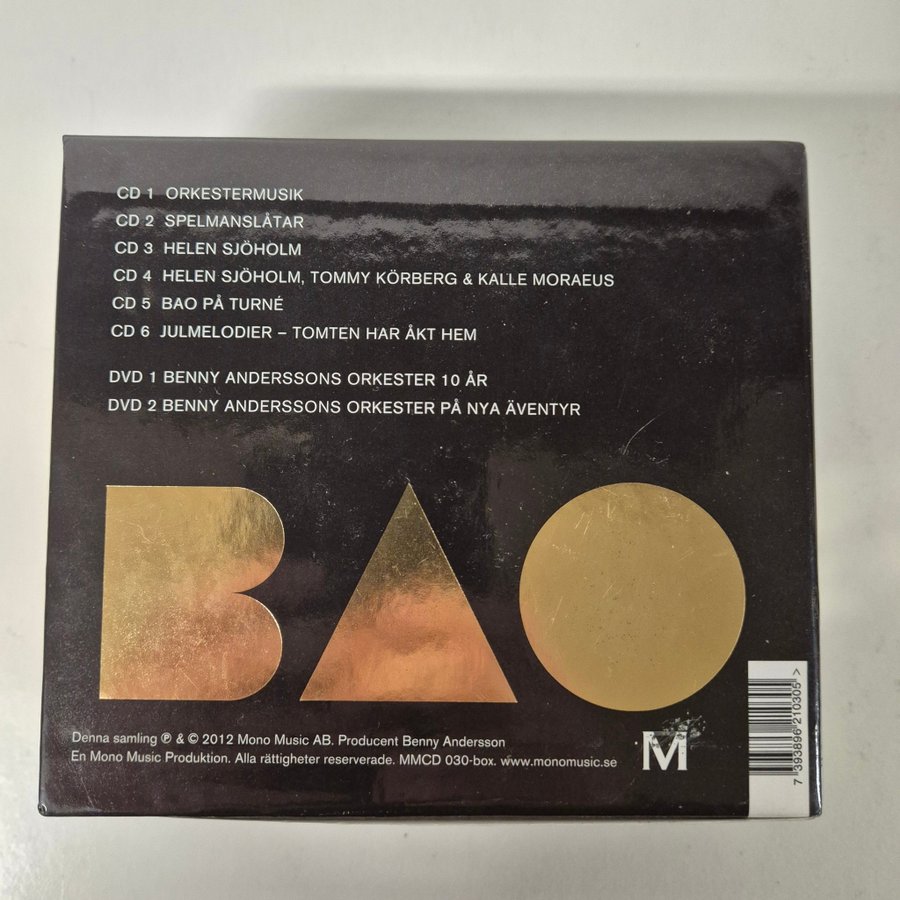 CD 1 ORKESTERMUSIK
CD 2 SPELMANSLÅTAR
CD 3 HELEN SJÖHOLM
CD 4 HELEN SJÖHOLM, TOMMY KÖRBERG & KALLE MORAEUS
CD 5 BAO PÅ TURNÉ
CD 6 JULMELODIER – TOMTEN HAR ÅKT HEM
DVD 1 BENNY ANDERSSONS ORKESTER 10 ÅR
DVD 2 BENNY ANDERSSONS ORKESTER PÅ NYA ÄVENTYR
BAO
Denna samling ℗ & © 2012 Mono Music AB. Producent Benny Andersson
En Mono Music Produktion. Alla rättigheter reserverade. MMCD 030-box. www.monomusic.se
M
7 393896 210305 >